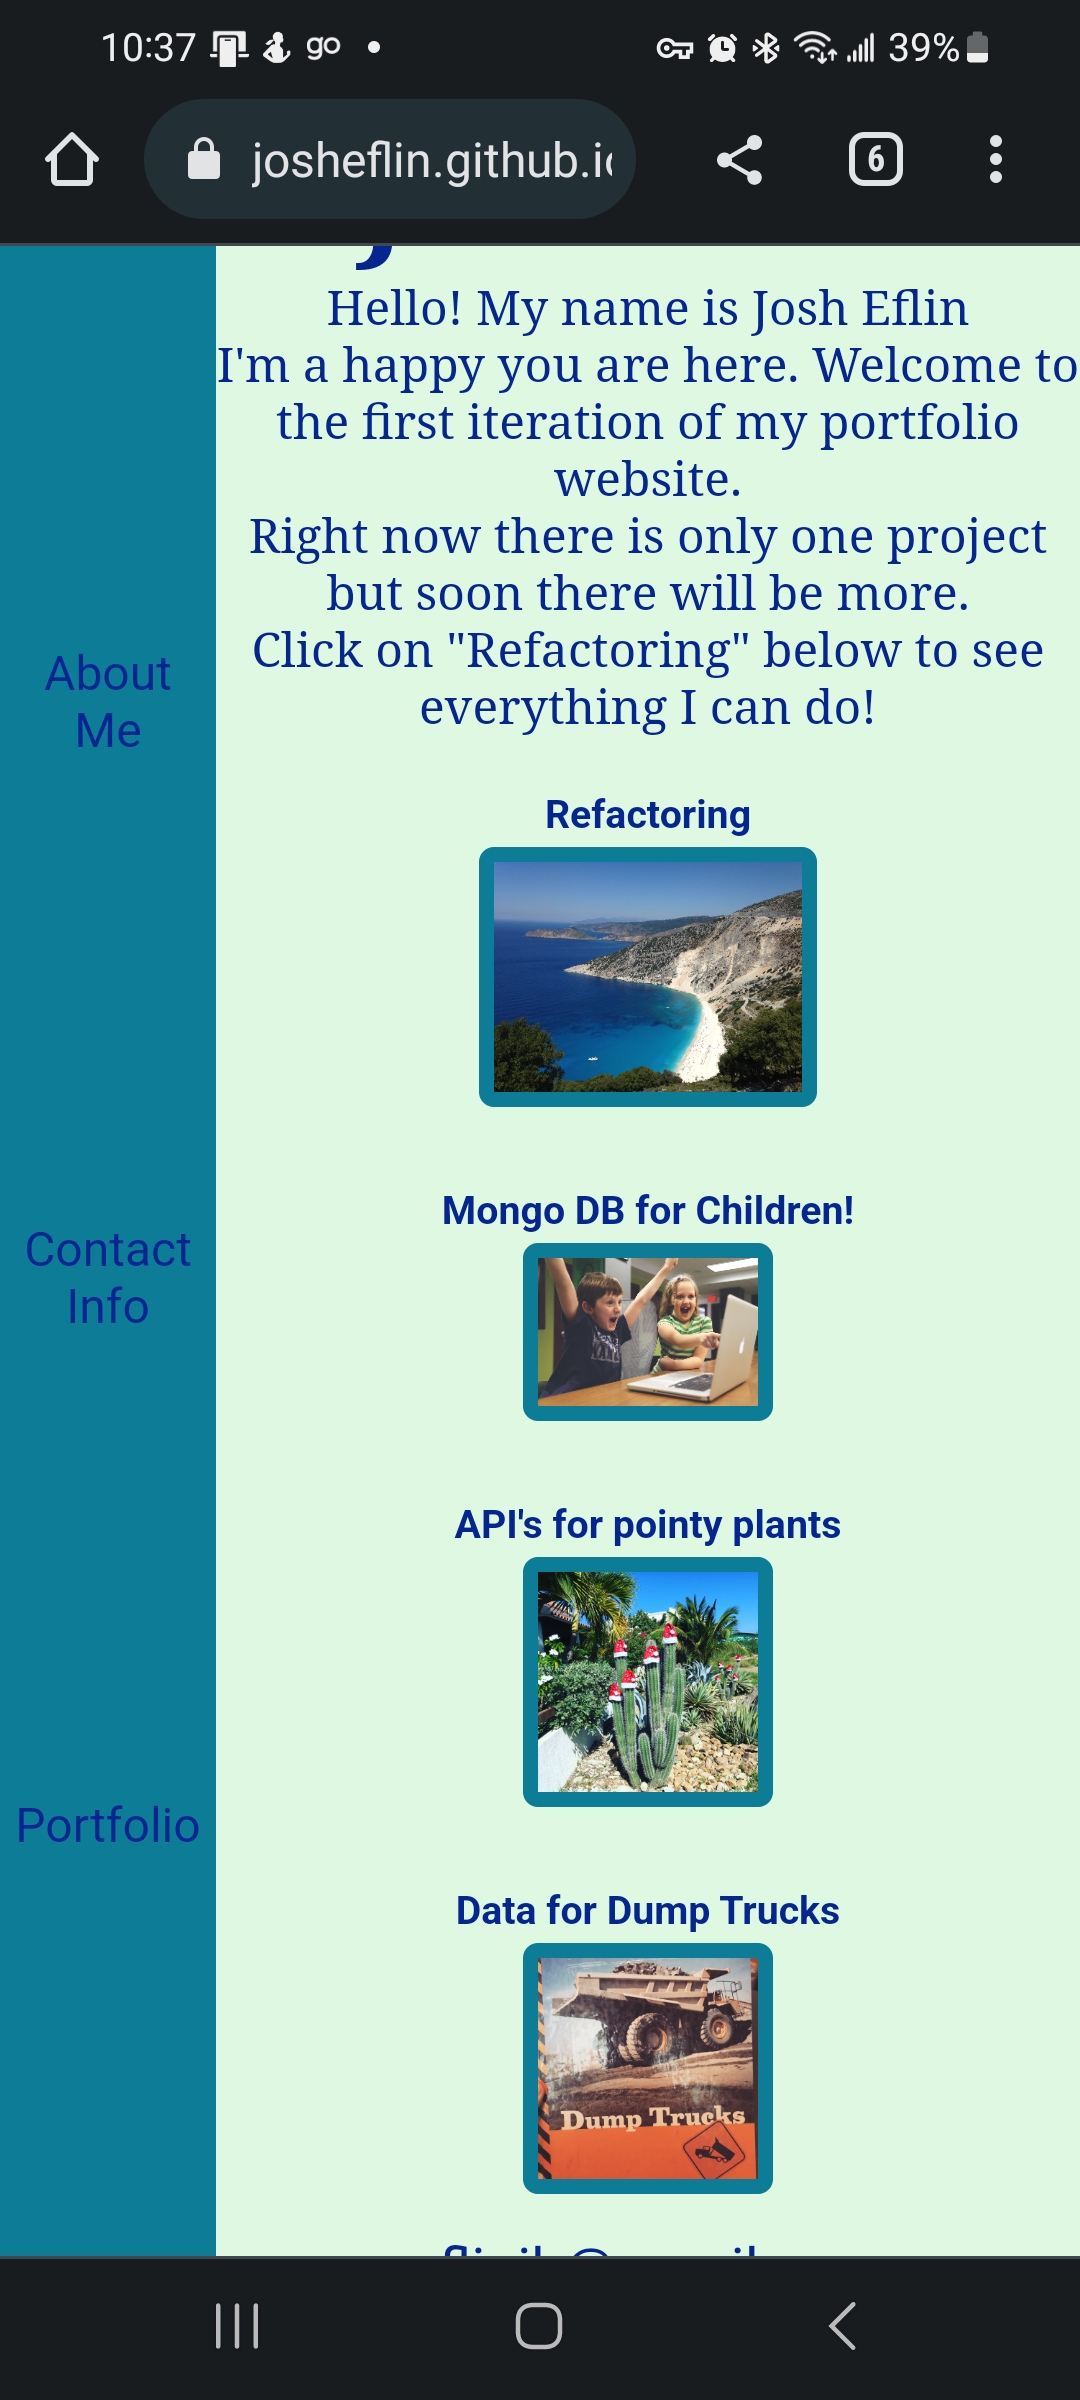 10:37 go 39%
josheflin.github.i
6
Hello! My name is Josh Eflin
I'm a happy you are here. Welcome to
the first iteration of my portfolio
website.
Right now there is only one project
but soon there will be more.
Click on "Refactoring" below to see
everything I can do!
About
Me
Contact
Info
Portfolio
Refactoring
Mongo DB for Children!
API's for pointy plants
Data for Dump Trucks
Dump Trucks